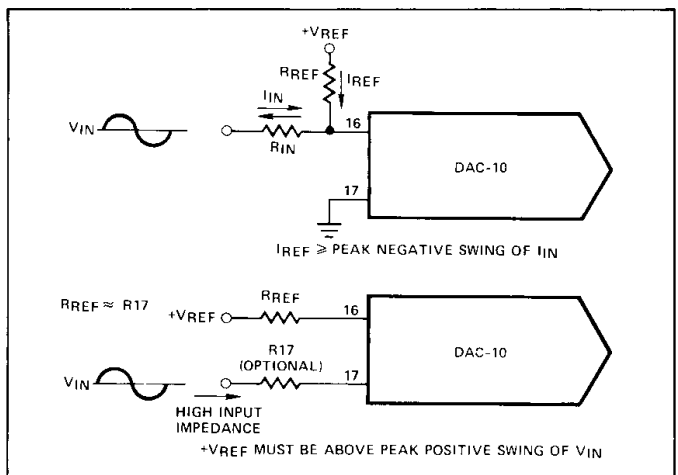 +VREF
RREF
IREF
IIN
VIN
RIN
16
17
DAC-10
IREF ⩾ PEAK NEGATIVE SWING OF IIN
RREF ≈ R17
+VREF
RREF
16
R17
(OPTIONAL)
17
VIN
HIGH INPUT
IMPEDANCE
DAC-10
+VREF MUST BE ABOVE PEAK POSITIVE SWING OF VIN